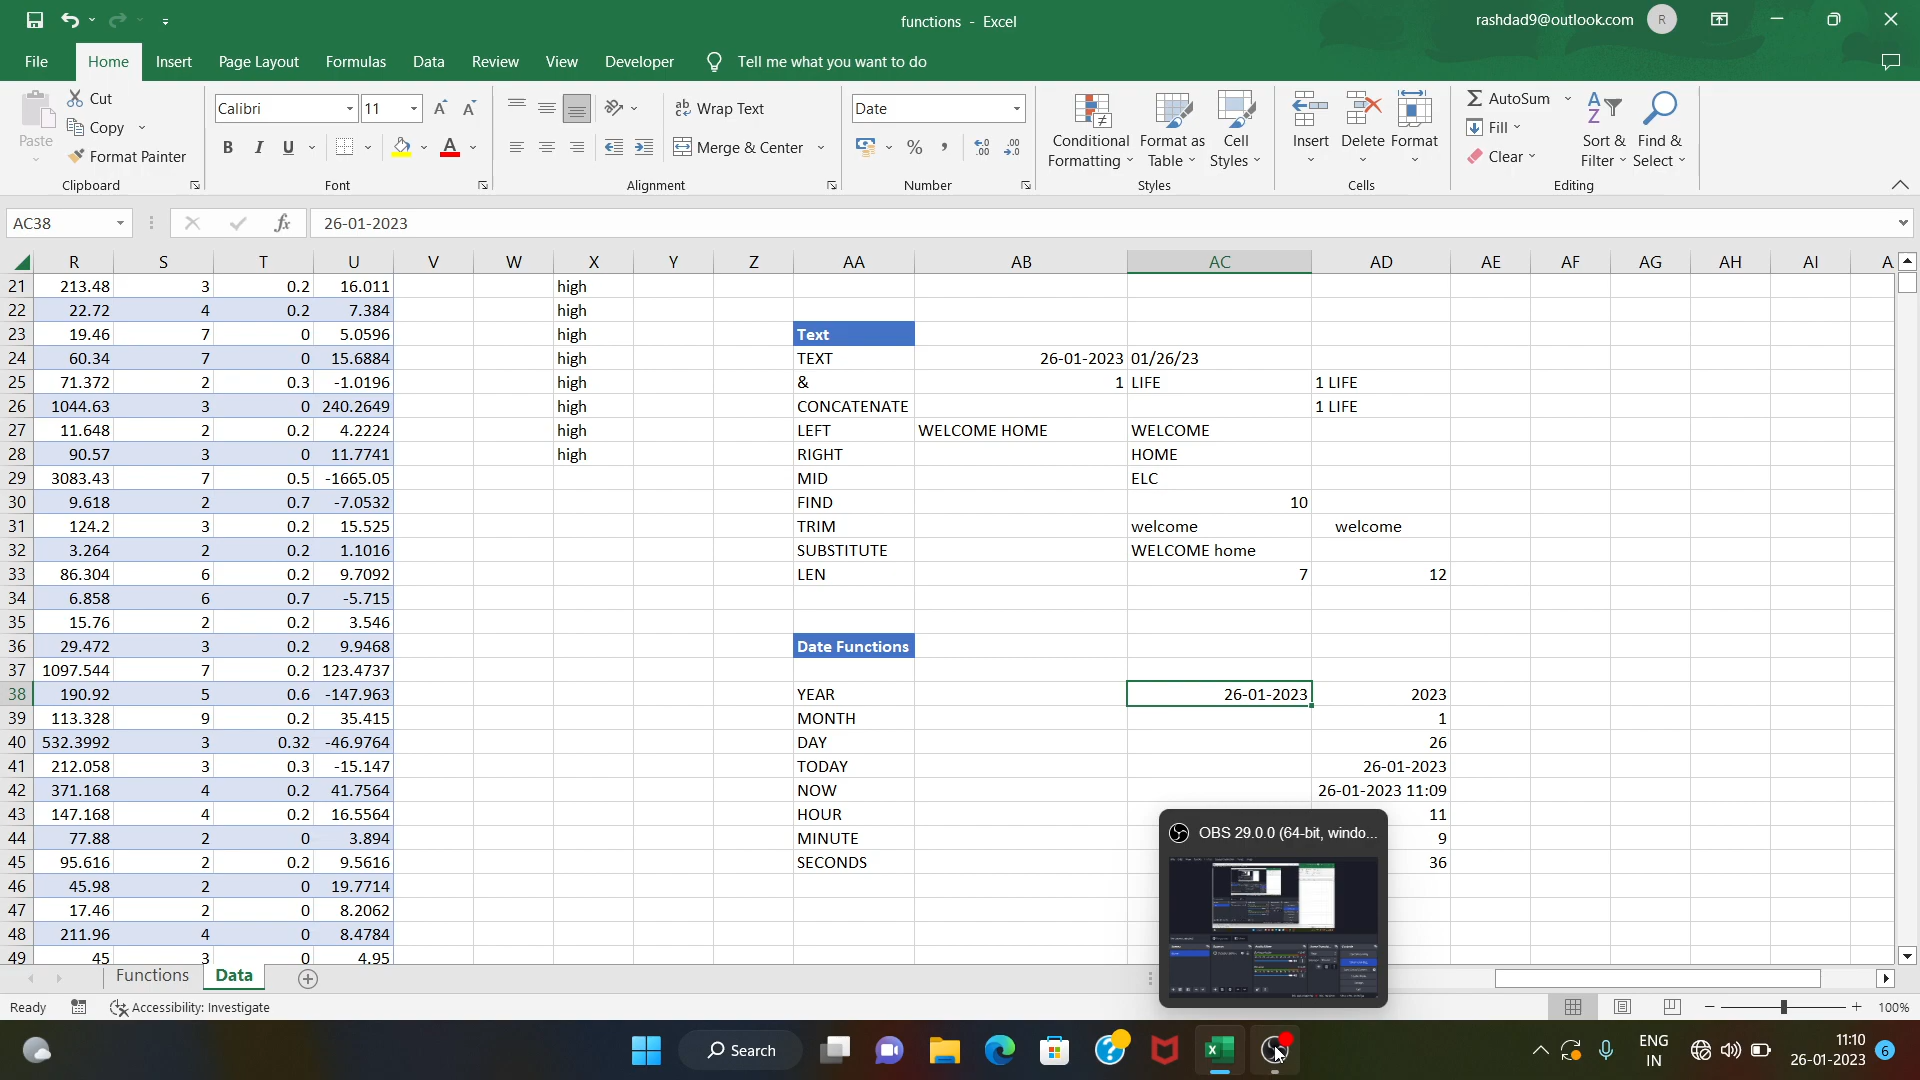 functions - Excel
rashdad9@outlook.com
R
File Home Insert Page Layout Formulas Data Review View Developer Tell me what you want to do
Cut
Copy
Format Painter
Paste
Clipboard
Calibri 11
B I U A
Font
ab Wrap Text
Merge & Center
Alignment
Date
% ,
Number
Conditional Formatting
Format as Table
Cell Styles
Styles
Insert Delete Format
Cells
AutoSum
Fill
Clear
Sort & Filter
Find & Select
Editing
AC38 fx 26-01-2023
R S T U V W X Y Z AA AB AC AD AE AF AG AH AI A
21 213.48 3 0.2 16.011 high
22 22.72 4 0.2 7.384 high
23 19.46 7 0 5.0596 high Text
24 60.34 7 0 15.6884 high TEXT 26-01-2023 01/26/23
25 71.372 2 0.3 -1.0196 high & 1 LIFE 1 LIFE
26 1044.63 3 0 240.2649 high CONCATENATE 1 LIFE
27 11.648 2 0.2 4.2224 high LEFT WELCOME HOME WELCOME
28 90.57 3 0 11.7741 high RIGHT HOME
29 3083.43 7 0.5 -1665.05 MID ELC
30 9.618 2 0.7 -7.0532 FIND 10
31 124.2 3 0.2 15.525 TRIM welcome welcome
32 3.264 2 0.2 1.1016 SUBSTITUTE WELCOME home
33 86.304 6 0.2 9.7092 LEN 7 12
34 6.858 6 0.7 -5.715
35 15.76 2 0.2 3.546
36 29.472 3 0.2 9.9468 Date Functions
37 1097.544 7 0.2 123.4737
38 190.92 5 0.6 -147.963 YEAR 26-01-2023 2023
39 113.328 9 0.2 35.415 MONTH 1
40 532.3992 3 0.32 -46.9764 DAY 26
41 212.058 3 0.3 -15.147 TODAY 26-01-2023
42 371.168 4 0.2 41.7564 NOW 26-01-2023 11:09
43 147.168 4 0.2 16.5564 HOUR 11
44 77.88 2 0 3.894 MINUTE 9
45 95.616 2 0.2 9.5616 SECONDS 36
46 45.98 2 0 19.7714
47 17.46 2 0 8.2062
48 211.96 4 0 8.4784
49 45 3 0 4.95
OBS 29.0.0 (64-bit, windo...
Functions Data
Ready Accessibility: Investigate 100%
Search
ENG
IN
11:10
26-01-2023
6